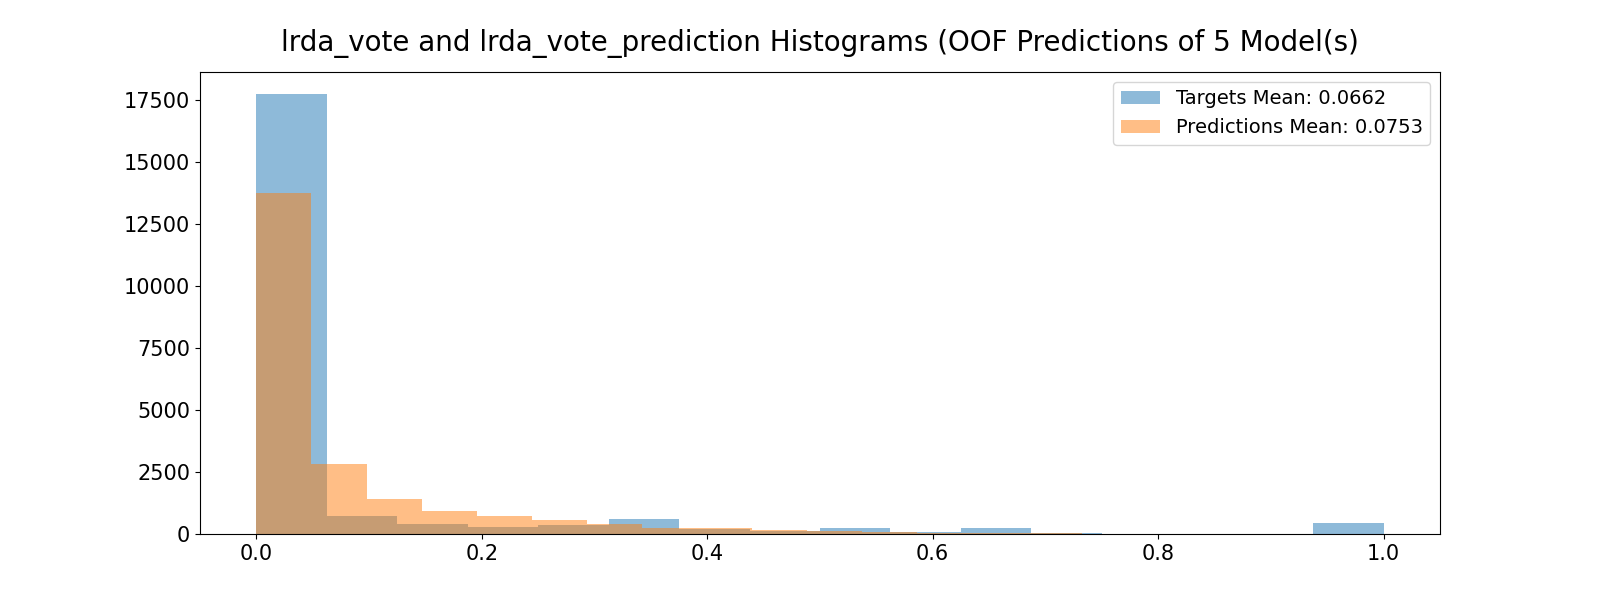 lrda_vote and lrda_vote_prediction Histograms (OOF Predictions of 5 Model(s)
Targets Mean: 0.0662
Predictions Mean: 0.0753
17500
15000
12500
10000
7500
5000
2500
0
0.0 0.2 0.4 0.6 0.8 1.0